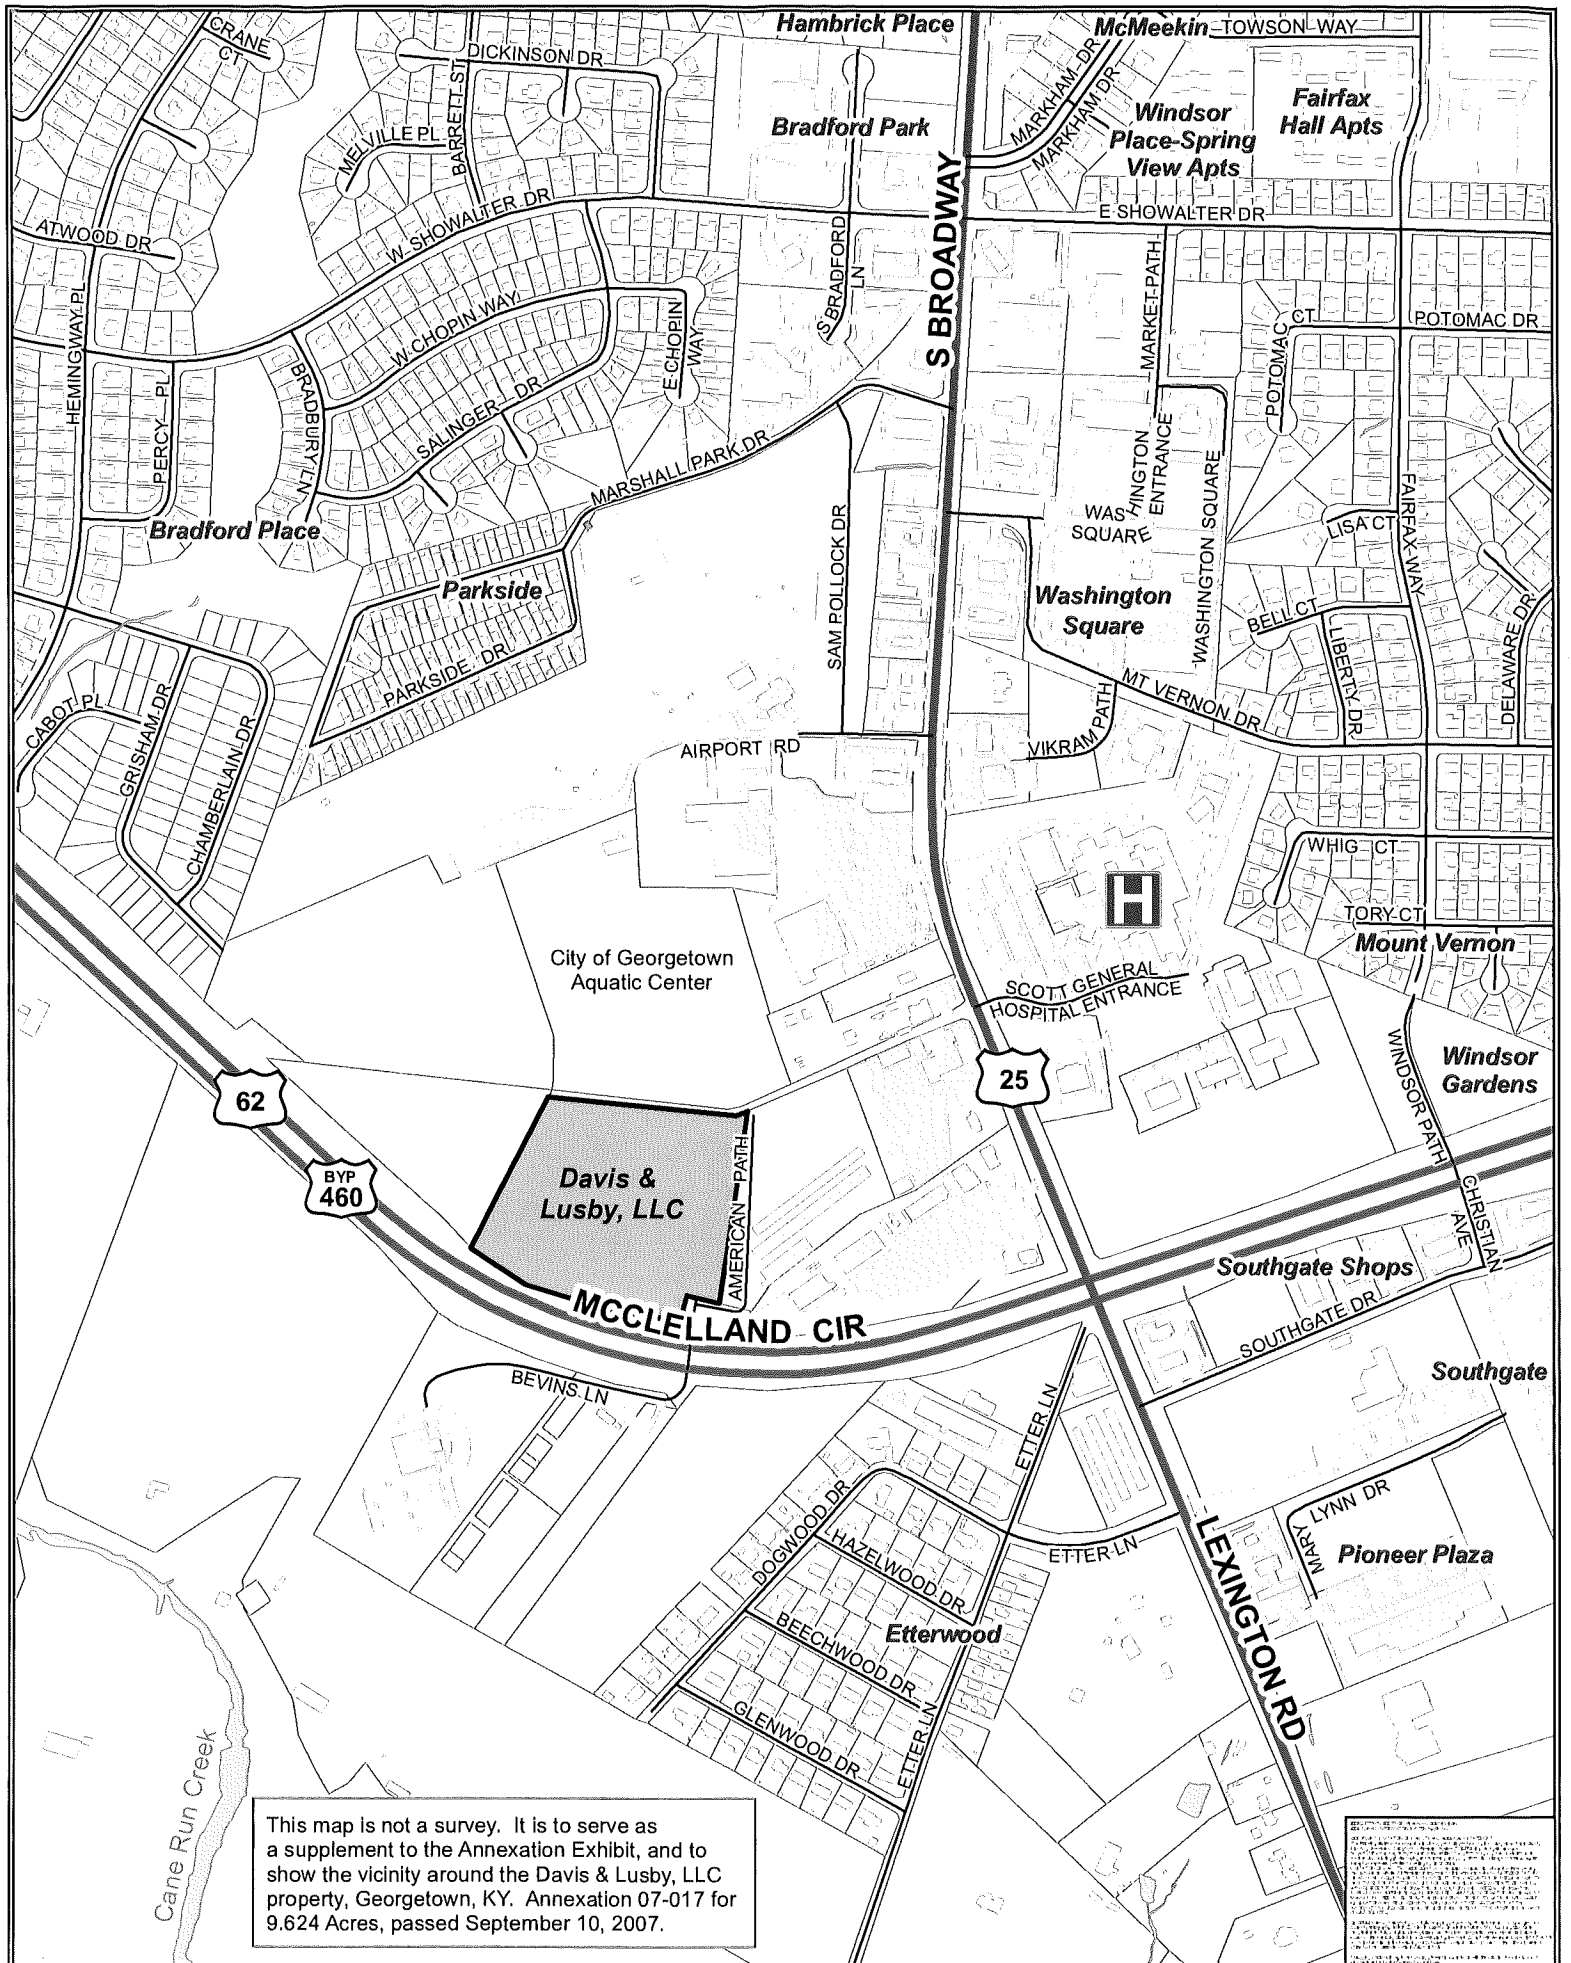 Hambrick Place
McMeekin
TOWSON WAY
CRANE
CT
DICKINSON DR
BARRETT ST
MELVILLE PL
MARKHAM DR
MARKHAM DR
Bradford Park
Windsor
Place-Spring
View Apts
Fairfax
Hall Apts
ATWOOD DR
W SHOWALTER DR
E SHOWALTER DR
S BROADWAY
S BRADFORD
LN
MARKET PATH
HEMINGWAY PL
W CHOPIN WAY
E CHOPIN
WAY
POTOMAC CT
POTOMAC DR
BRADBURY LN
PERCY PL
SALINGER DR
MARSHALL PARK DR
Bradford Place
WAS
HINGTON
SQUARE
ENTRANCE
WASHINGTON SQUARE
LISA CT
FAIRFAX WAY
SAM POLLOCK DR
Parkside
Washington
Square
BELL CT
LIBERTY DR
DELAWARE DR
PARKSIDE DR
MT VERNON DR
VIKRAM PATH
CABOT PL
GRISHAM DR
CHAMBERLAIN DR
AIRPORT RD
WHIG CT
H
TORY CT
Mount Vernon
City of Georgetown
Aquatic Center
SCOTT GENERAL
HOSPITAL ENTRANCE
WINDSOR PATH
Windsor
Gardens
25
62
BYP
460
Davis &
Lusby, LLC
AMERICAN PATH
CHRISTIAN
AVE
Southgate Shops
MCCLELLAND CIR
SOUTHGATE DR
BEVINS LN
Southgate
ETTER LN
DOGWOOD DR
HAZELWOOD DR
ETTER LN
MARY LYNN DR
Pioneer Plaza
LEXINGTON RD
BEECHWOOD DR
Etterwood
GLENWOOD DR
ETTER LN
Cane Run Creek
This map is not a survey. It is to serve as
a supplement to the Annexation Exhibit, and to
show the vicinity around the Davis & Lusby, LLC
property, Georgetown, KY. Annexation 07-017 for
9.624 Acres, passed September 10, 2007.